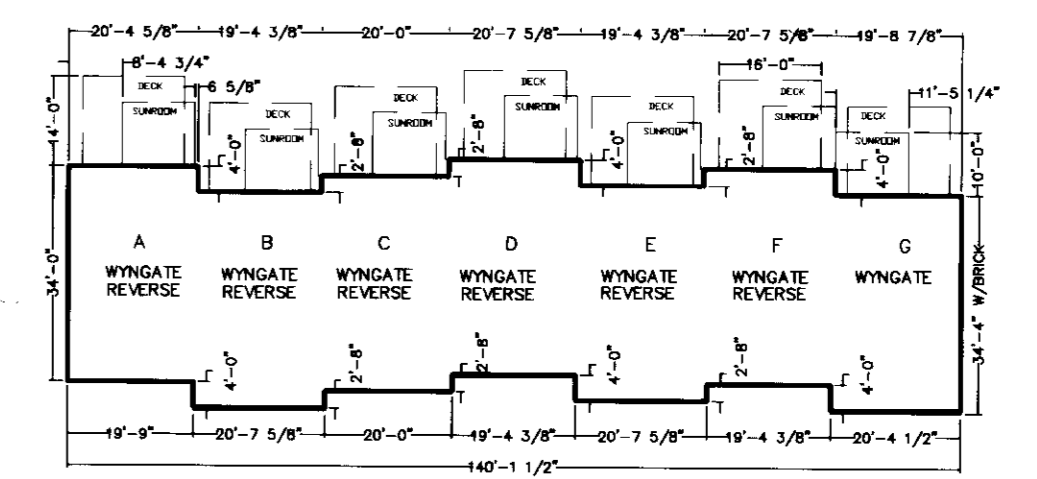 20'-4 5/8" 19'-4 3/8" 20'-0" 20'-7 5/8" 19'-4 3/8" 20'-7 5/8" 19'-8 7/8"
8'-4 3/4" 16'-0"
6 5/8" 11'-5 1/4"
DECK DECK DECK DECK DECK DECK DECK
SUNROOM SUNROOM SUNROOM SUNROOM SUNROOM SUNROOM SUNROOM
14'-0" 4'-0" 2'-8" 2'-8" 4'-0" 2'-8" 4'-0" 10'-0"
A B C D E F G
WYNGATE WYNGATE WYNGATE WYNGATE WYNGATE WYNGATE WYNGATE
REVERSE REVERSE REVERSE REVERSE REVERSE REVERSE
34'-0" 34'-4" W/BRICK
4'-0" 2'-8" 2'-8" 4'-0" 2'-8" 4'-0"
19'-9" 20'-7 5/8" 20'-0" 19'-4 3/8" 20'-7 5/8" 19'-4 3/8" 20'-4 1/2"
140'-1 1/2"